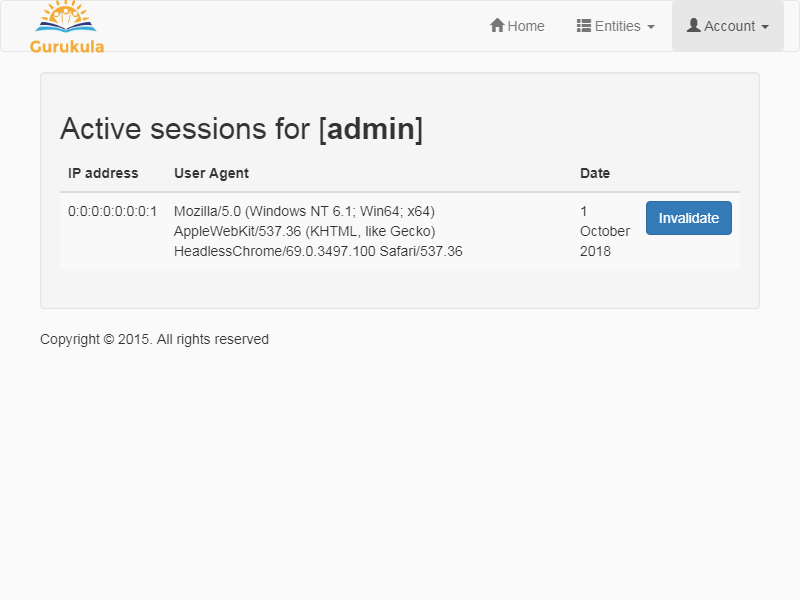 Gurukula
Home
Entities
Account
Active sessions for [admin]
IP address User Agent Date
0:0:0:0:0:0:0:1 Mozilla/5.0 (Windows NT 6.1; Win64; x64) 1
AppleWebKit/537.36 (KHTML, like Gecko) October
HeadlessChrome/69.0.3497.100 Safari/537.36 2018
Invalidate
Copyright © 2015. All rights reserved